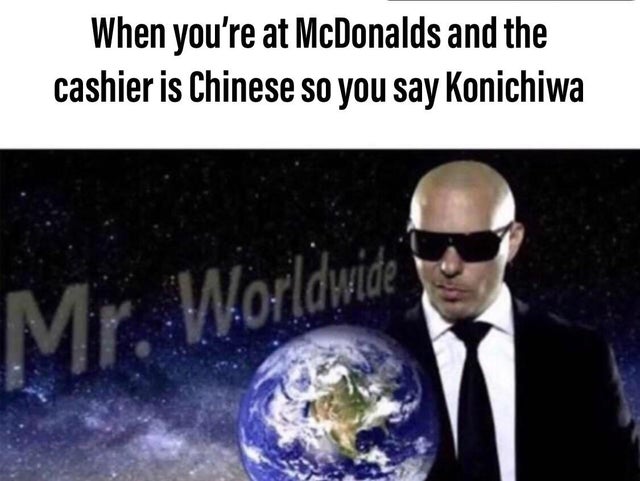 When you're at McDonalds and the
cashier is Chinese so you say Konichiwa
Mr. Worldwide